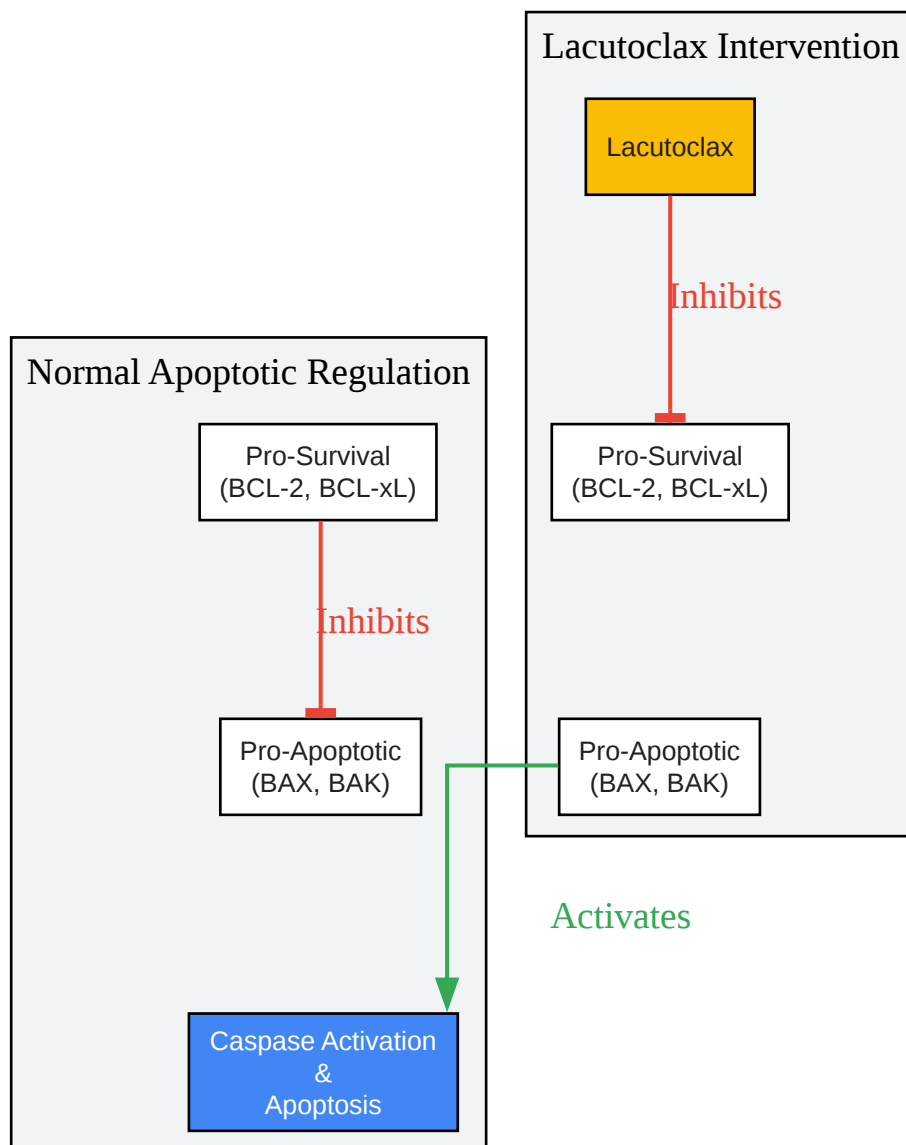 Lacutoclax Intervention
Lacutoclax
Inhibits
Pro-Survival
(BCL-2, BCL-xL)
Pro-Apoptotic
(BAX, BAK)
Activates
Normal Apoptotic Regulation
Pro-Survival
(BCL-2, BCL-xL)
Inhibits
Pro-Apoptotic
(BAX, BAK)
Caspase Activation
&
Apoptosis